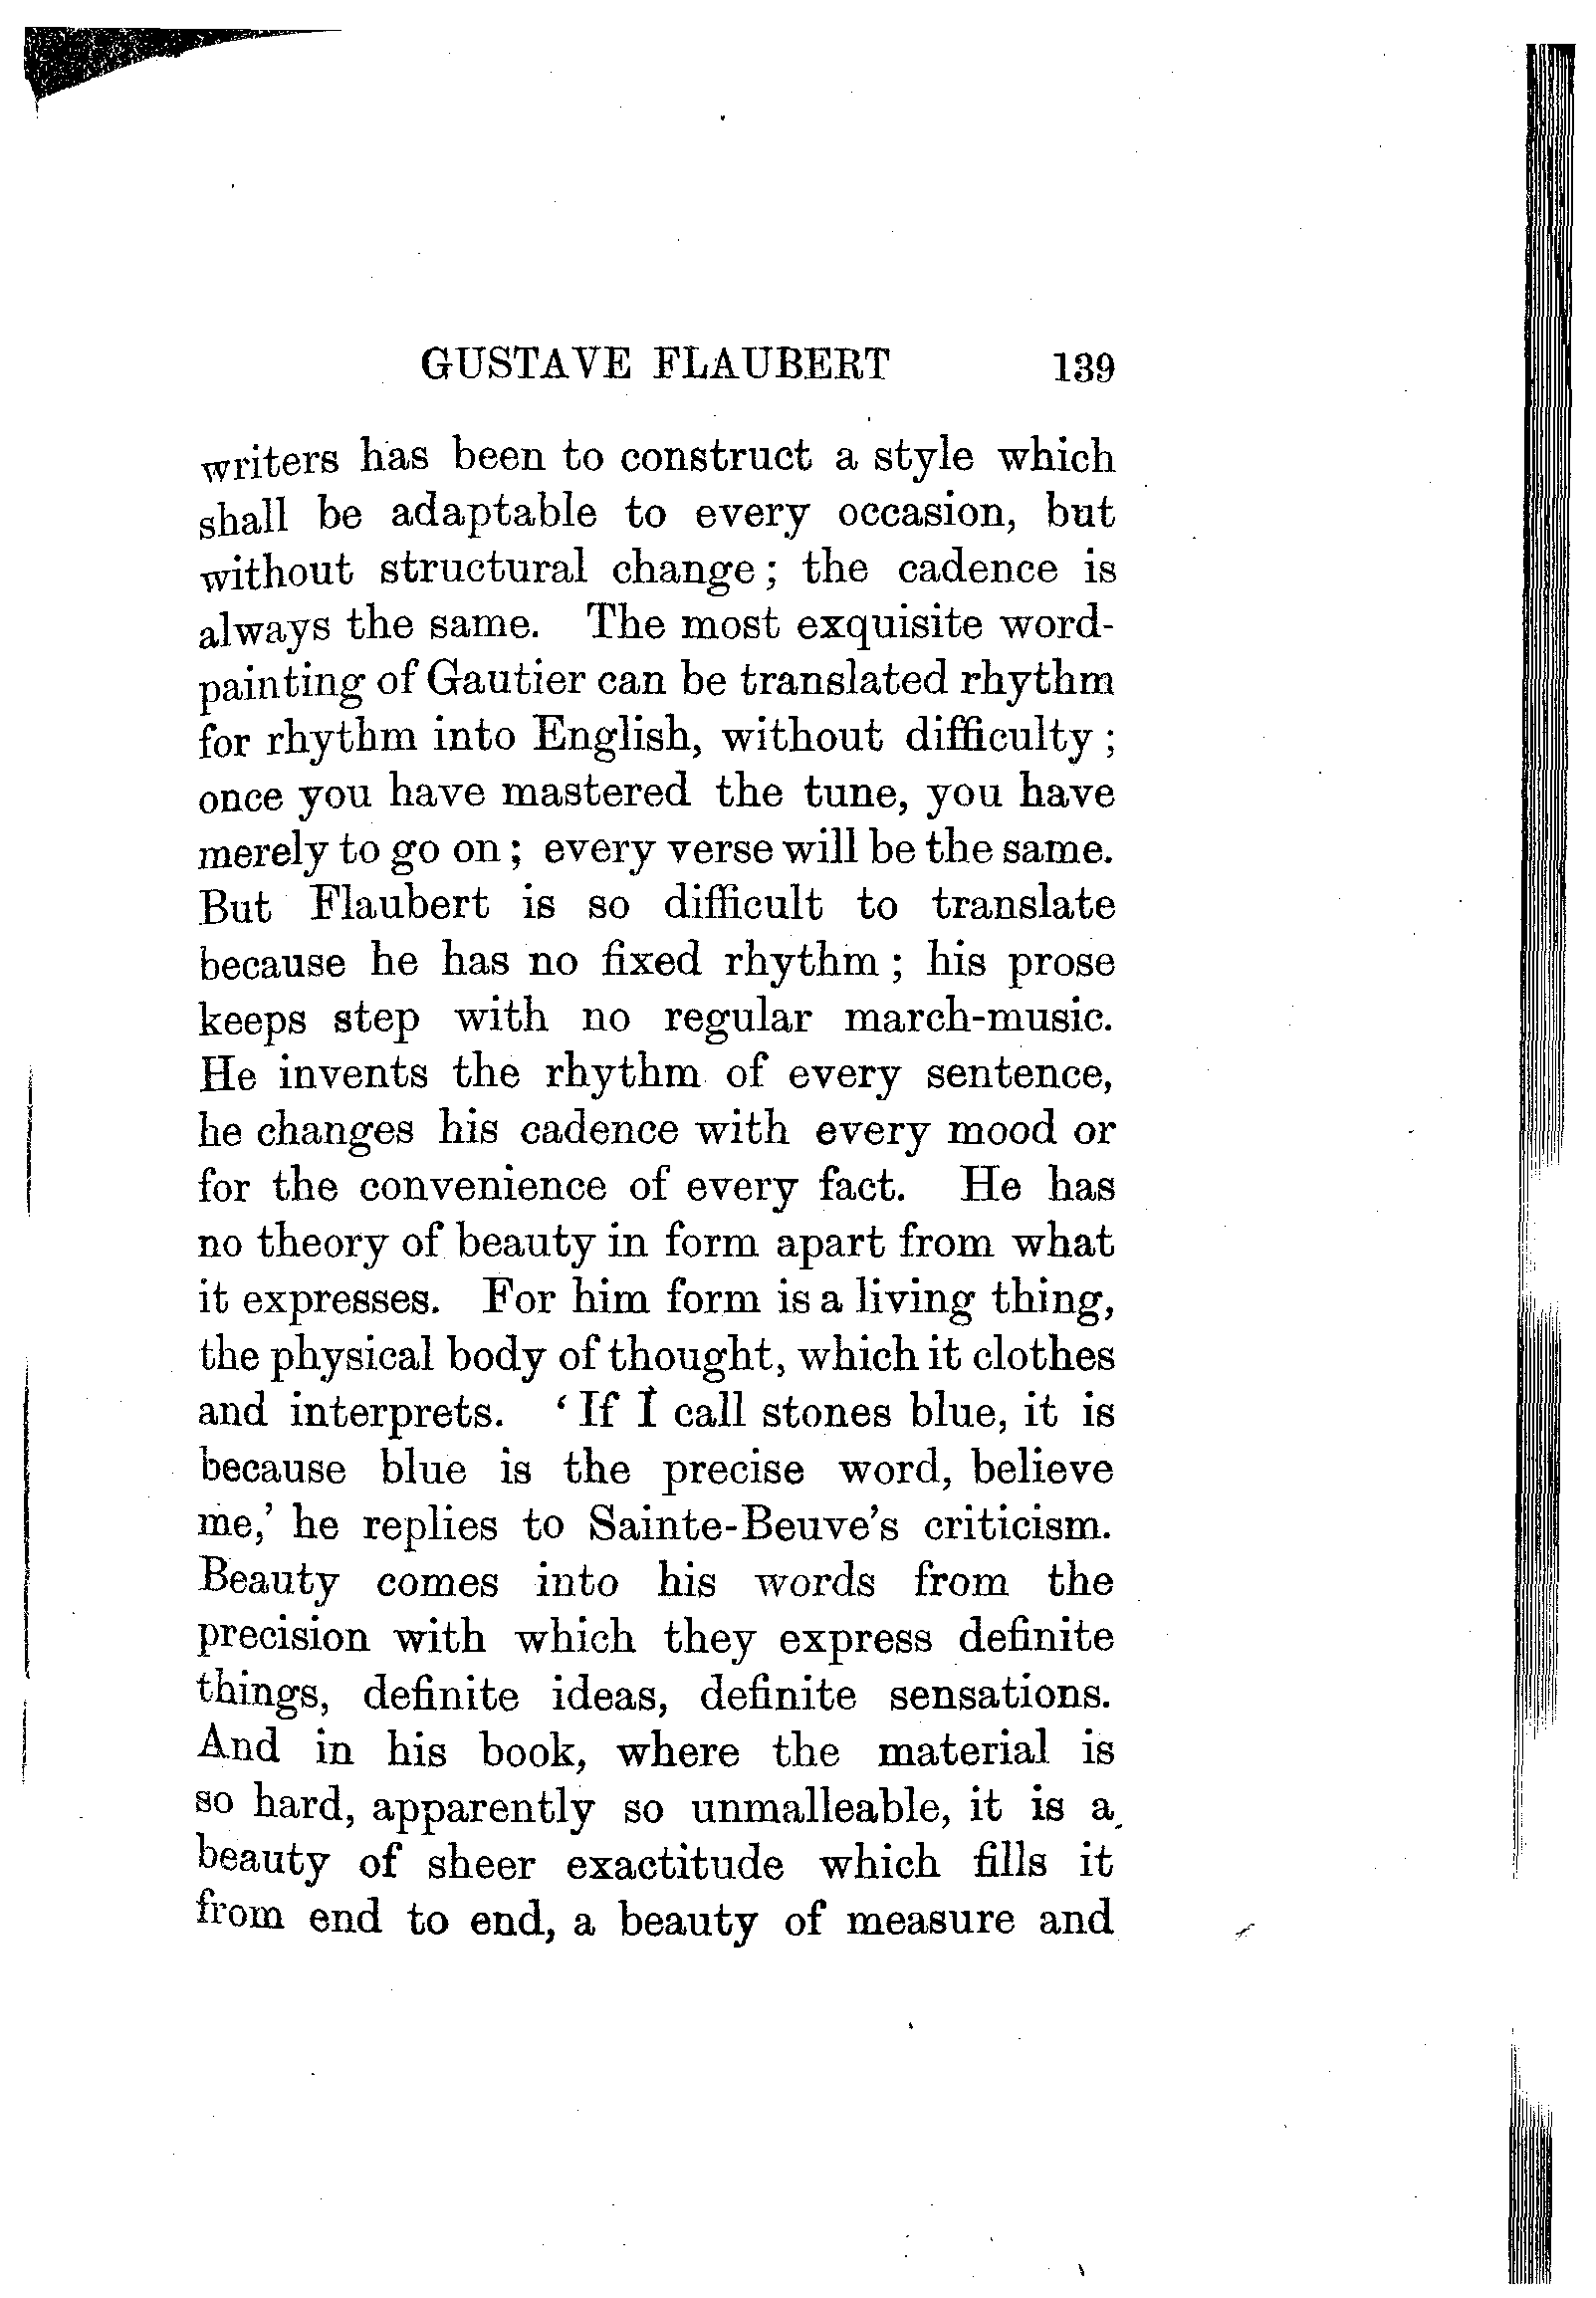 GUSTAVE FLAUBERT 139
writers has been to construct a style which
shall be adaptable to every occasion, but
without structural change; the cadence is
always the same. The most exquisite word-
painting of Gautier can be translated rhythm
for rhythm into English, without difficulty;
once you have mastered the tune, you have
merely to go on; every verse will be the same.
But Flaubert is so difficult to translate
because he has no fixed rhythm; his prose
keeps step with no regular march-music.
He invents the rhythm of every sentence,
he changes his cadence with every mood or
for the convenience of every fact. He has
no theory of beauty in form apart from what
it expresses. For him form is a living thing,
the physical body of thought, which it clothes
and interprets. ‘If I call stones blue, it is
because blue is the precise word, believe
me,’ he replies to Sainte-Beuve’s criticism.
Beauty comes into his words from the
precision with which they express definite
things, definite ideas, definite sensations.
And in his book, where the material is
so hard, apparently so unmalleable, it is a
beauty of sheer exactitude which fills it
from end to end, a beauty of measure and